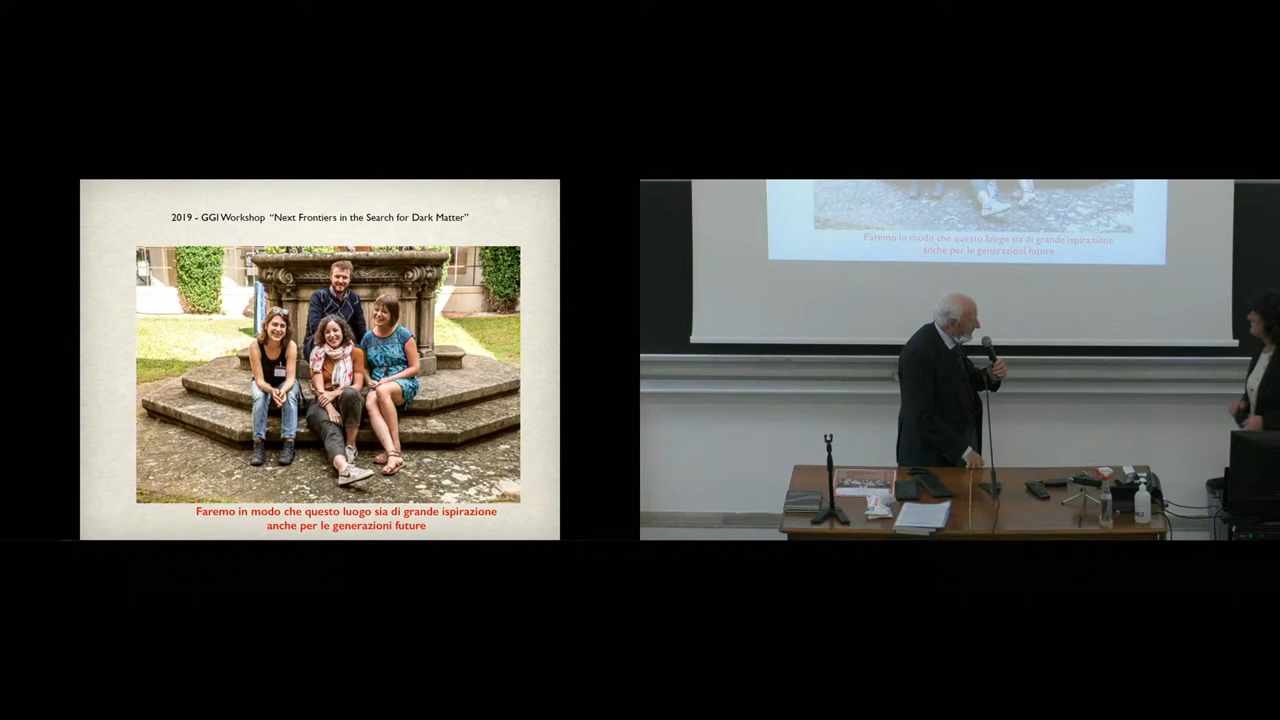 2019 - GGI Workshop “Next Frontiers in the Search for Dark Matter”
Faremo in modo che questo luogo sia di grande ispirazione
anche per le generazioni future
Faremo in modo che questo luogo sia di grande ispirazione
anche per le generazioni future